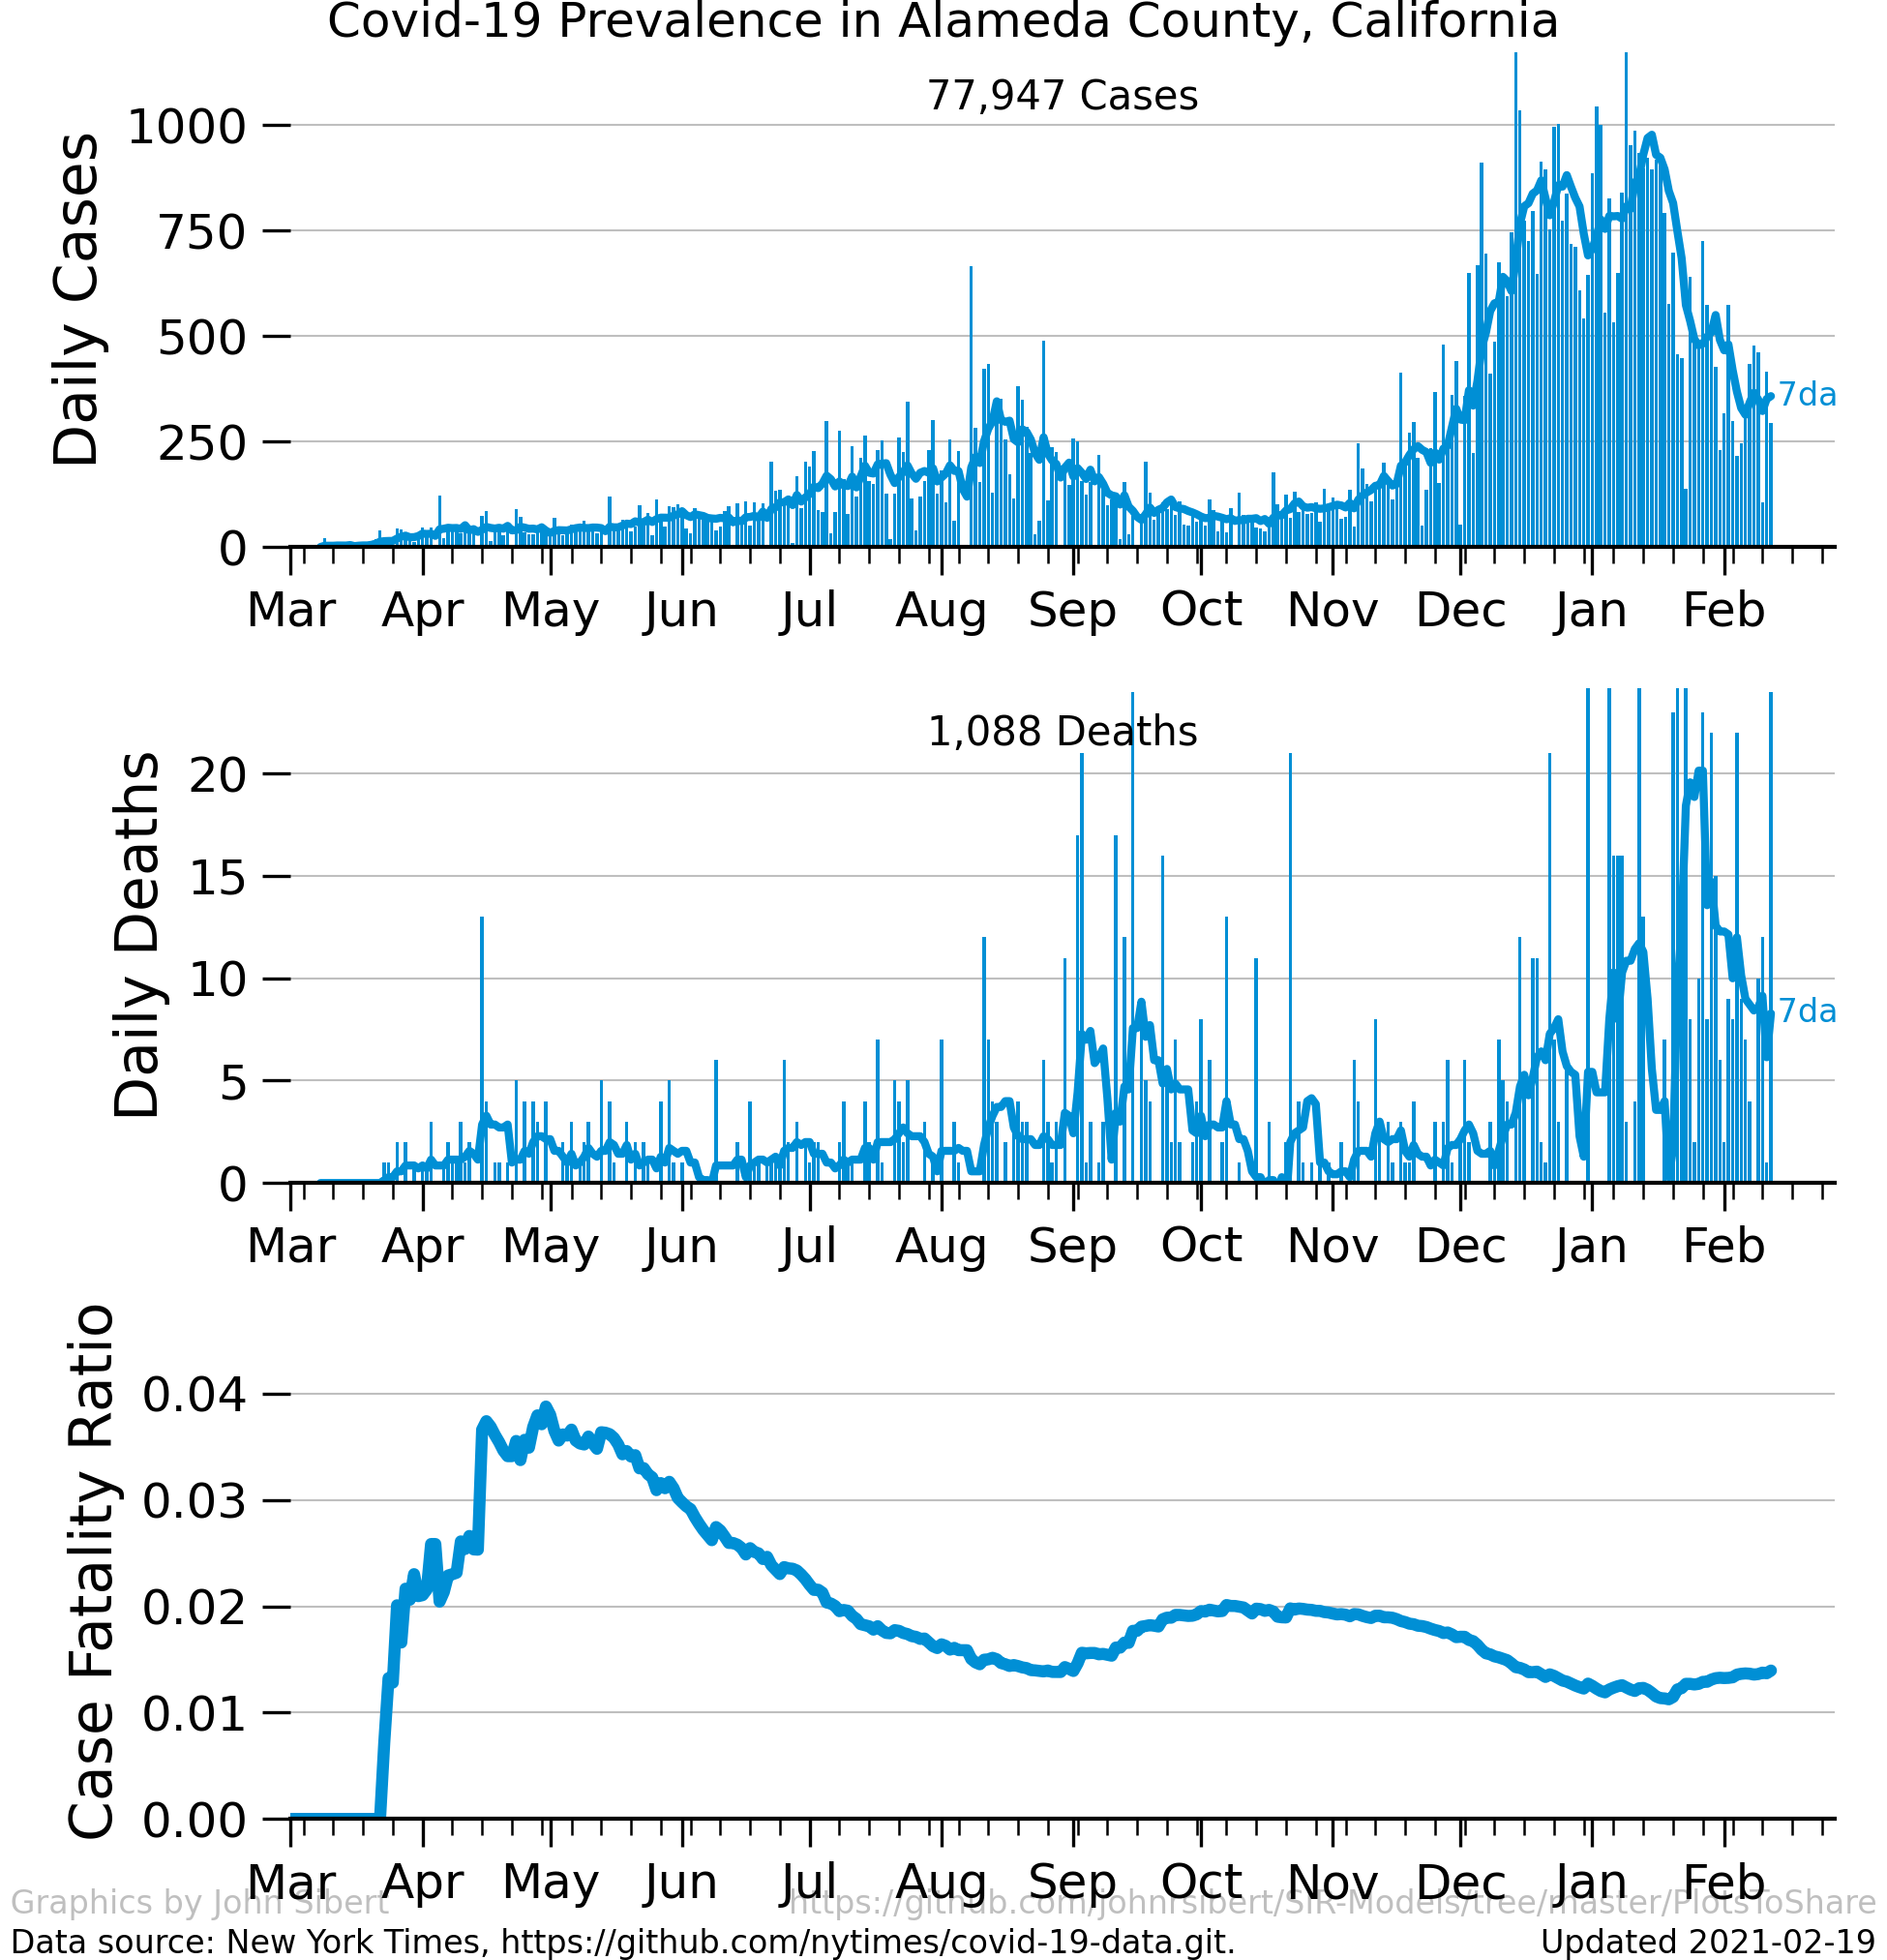 Covid-19 Prevalence in Alameda County, California
77,947 Cases
Daily Cases
1000
750
500
250
0
7da
Mar Apr May Jun Jul Aug Sep Oct Nov Dec Jan Feb
1,088 Deaths
Daily Deaths
20
15
10
5
0
7da
Mar Apr May Jun Jul Aug Sep Oct Nov Dec Jan Feb
Case Fatality Ratio
0.04
0.03
0.02
0.01
0.00
Mar Apr May Jun Jul Aug Sep Oct Nov Dec Jan Feb
Graphics by John Sibert https://github.com/johnrsibert/SIR-Models/tree/master/PlotsToShare
Data source: New York Times, https://github.com/nytimes/covid-19-data.git. Updated 2021-02-19